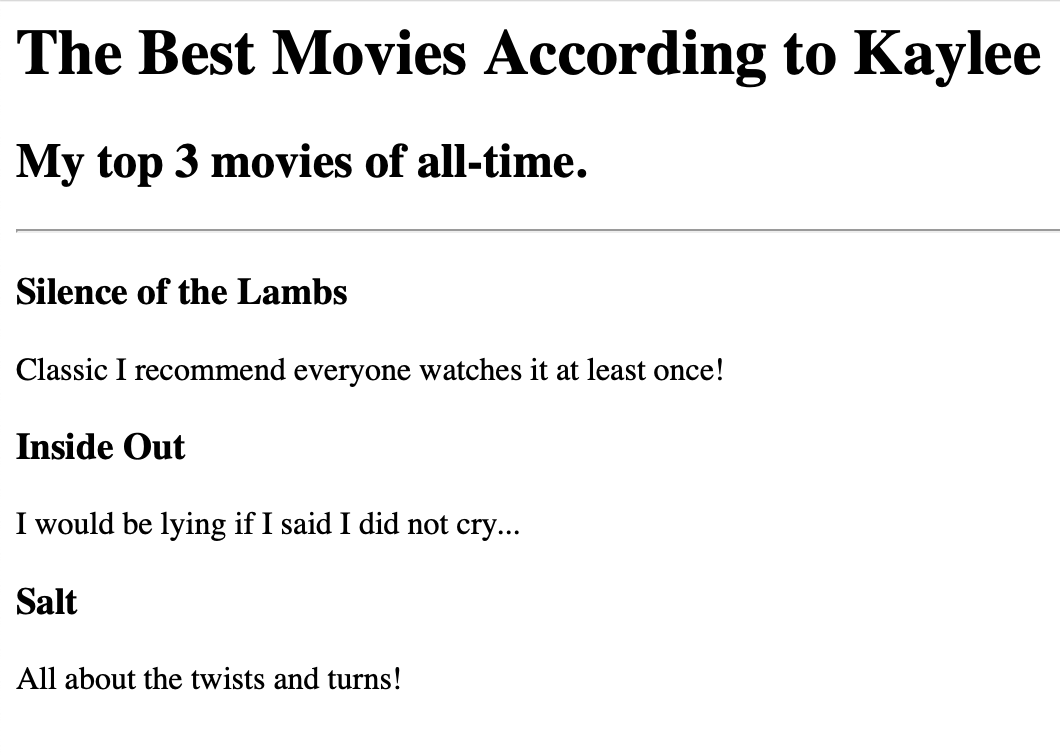 The Best Movies According to Kaylee
My top 3 movies of all-time.
Silence of the Lambs
Classic I recommend everyone watches it at least once!
Inside Out
I would be lying if I said I did not cry...
Salt
All about the twists and turns!